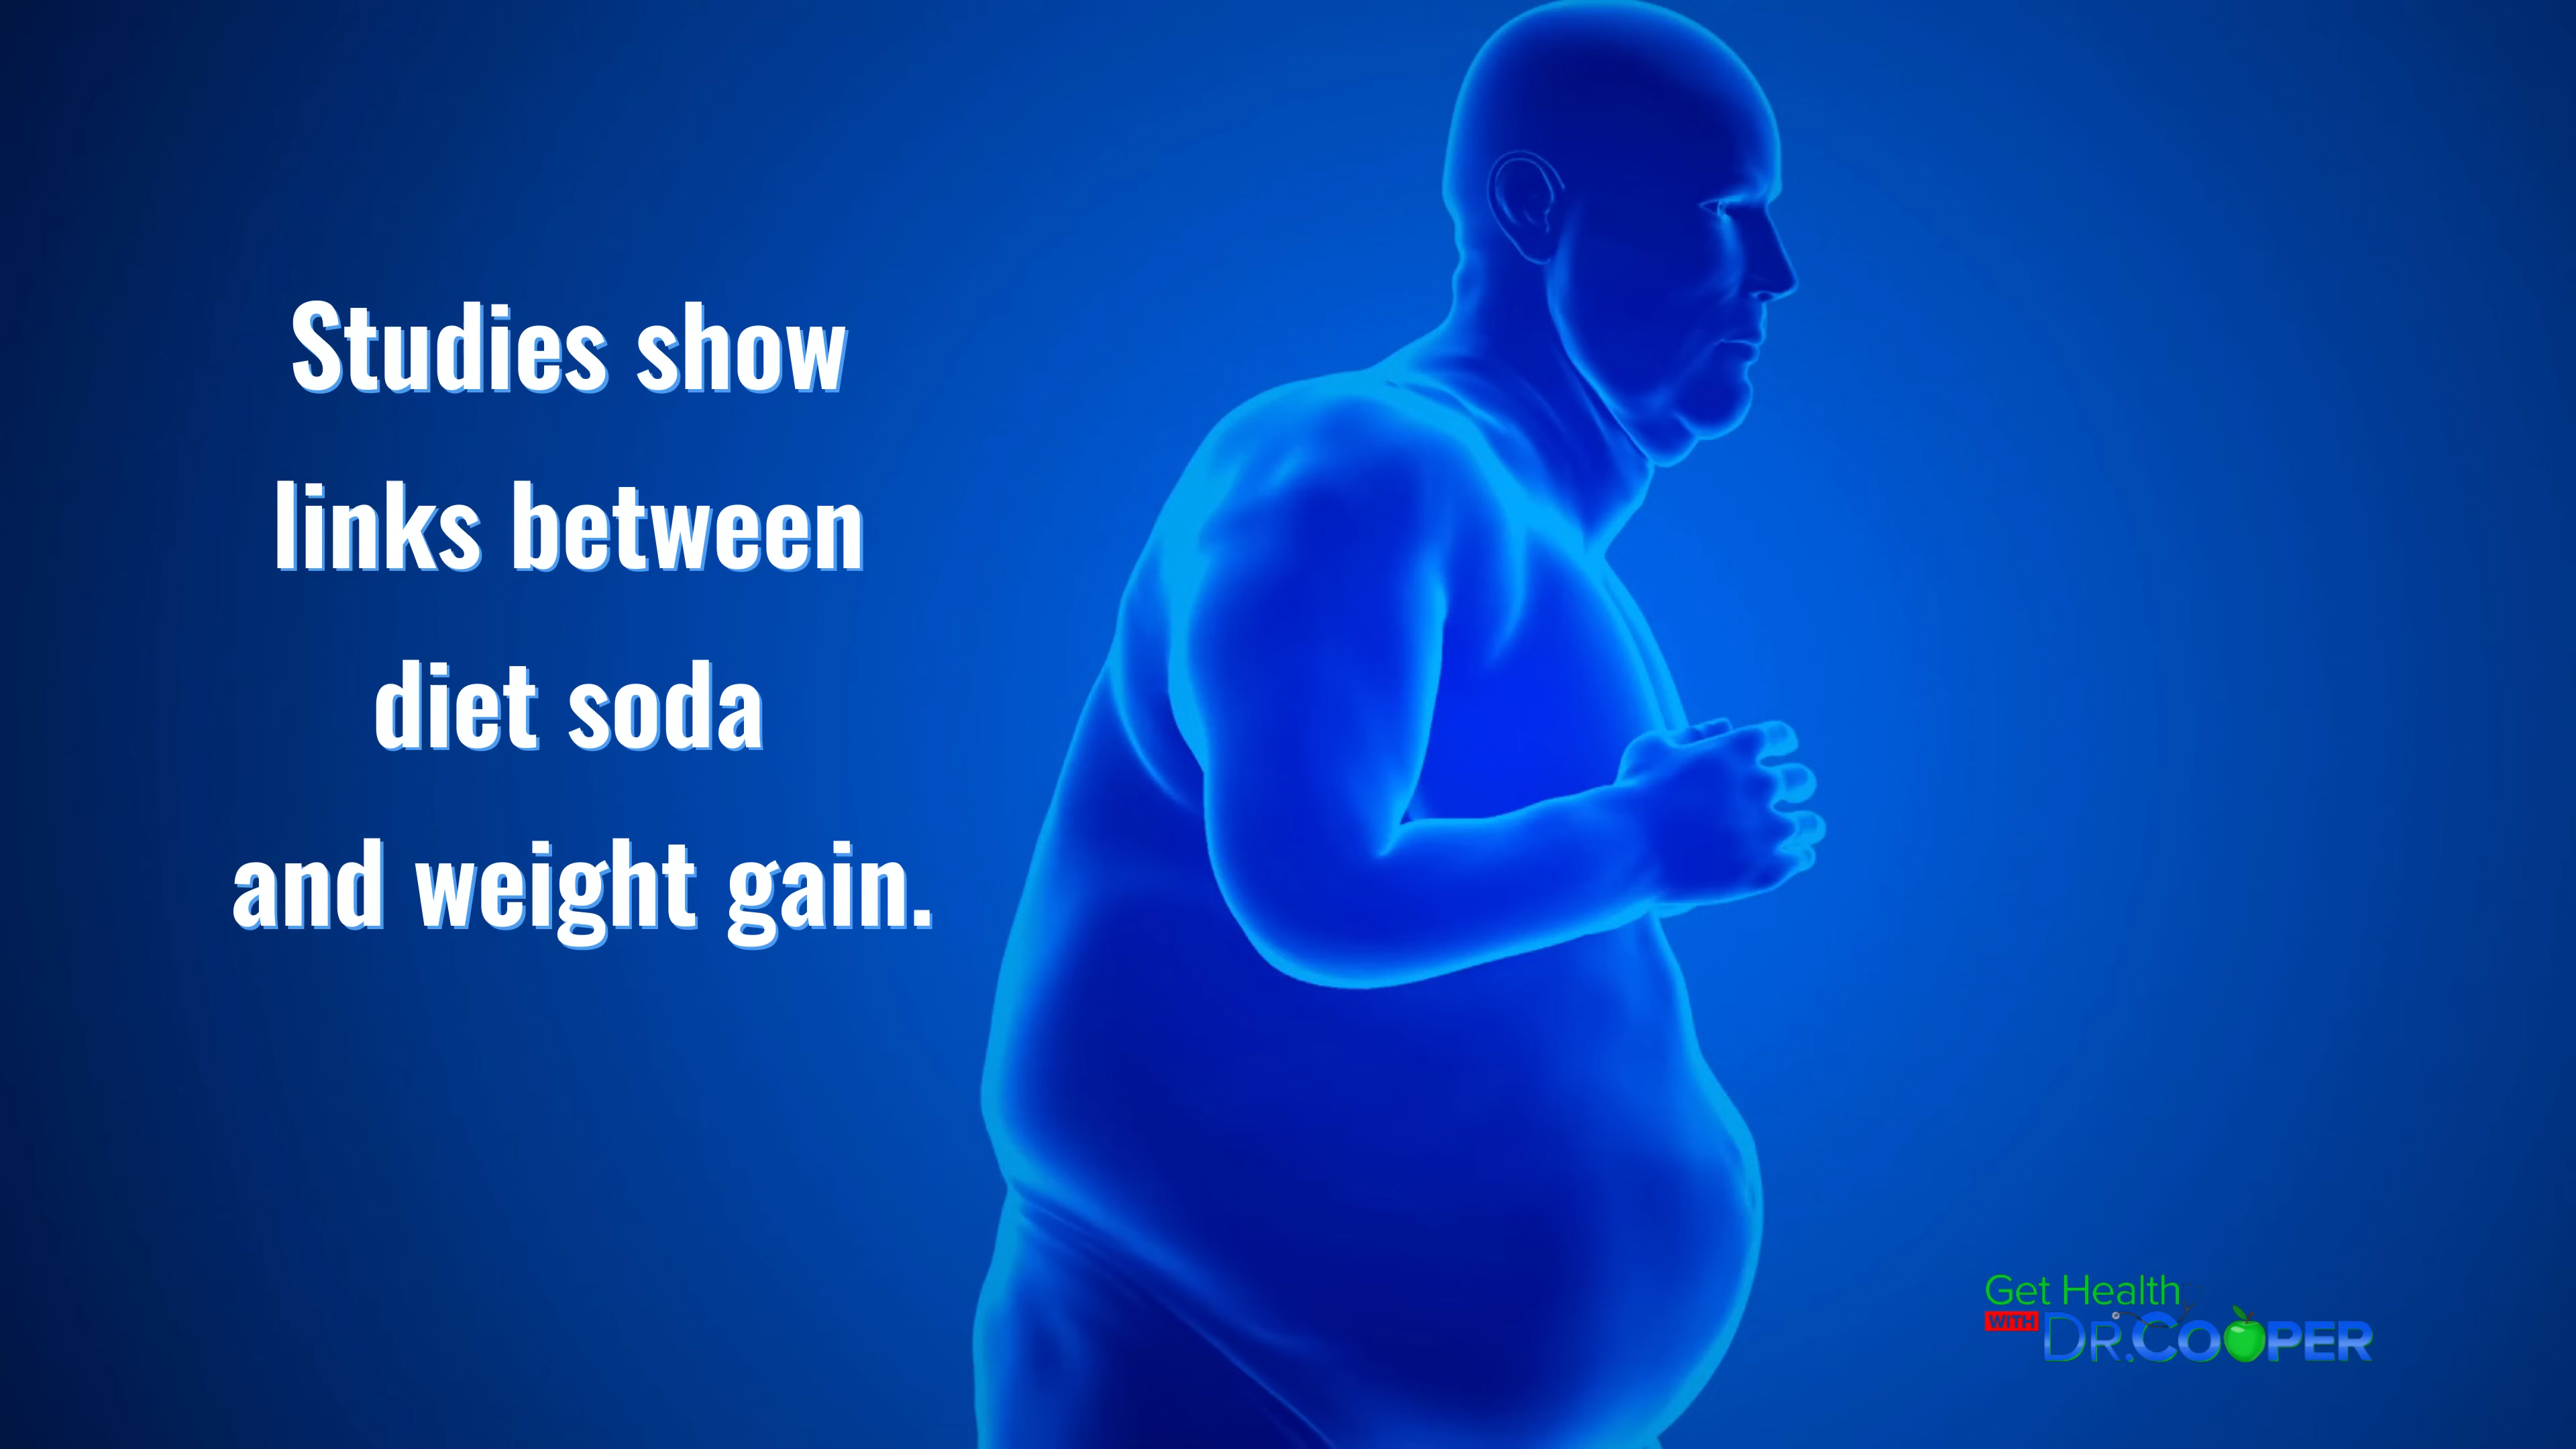 Studies show
links between
diet soda
and weight gain.
Get Health
WITH
DR.COOPER